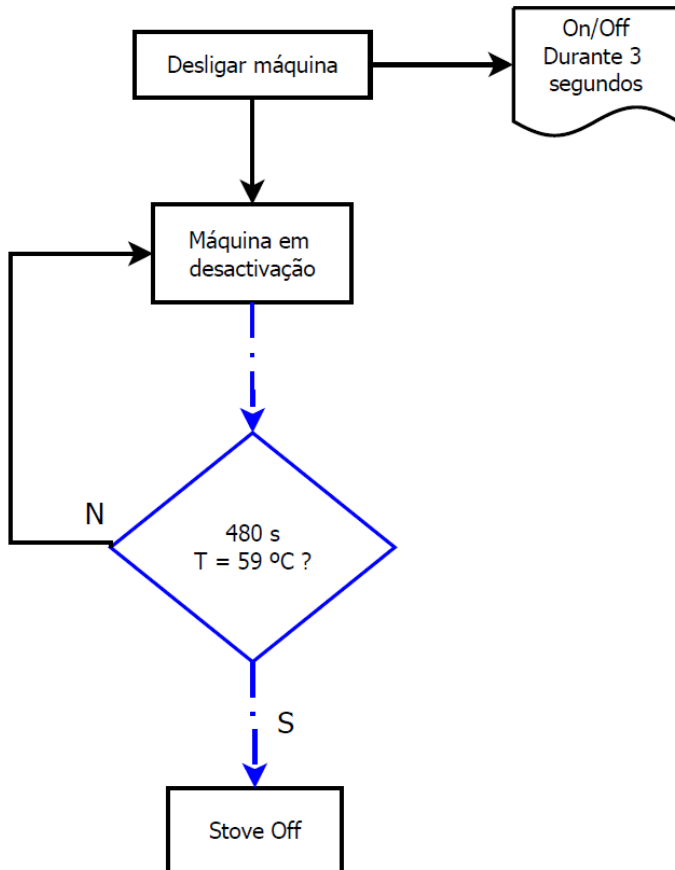 Desligar máquina
On/Off
Durante 3
segundos
Máquina em
desactivação
N
480 s
T = 59 ºC ?
S
Stove Off